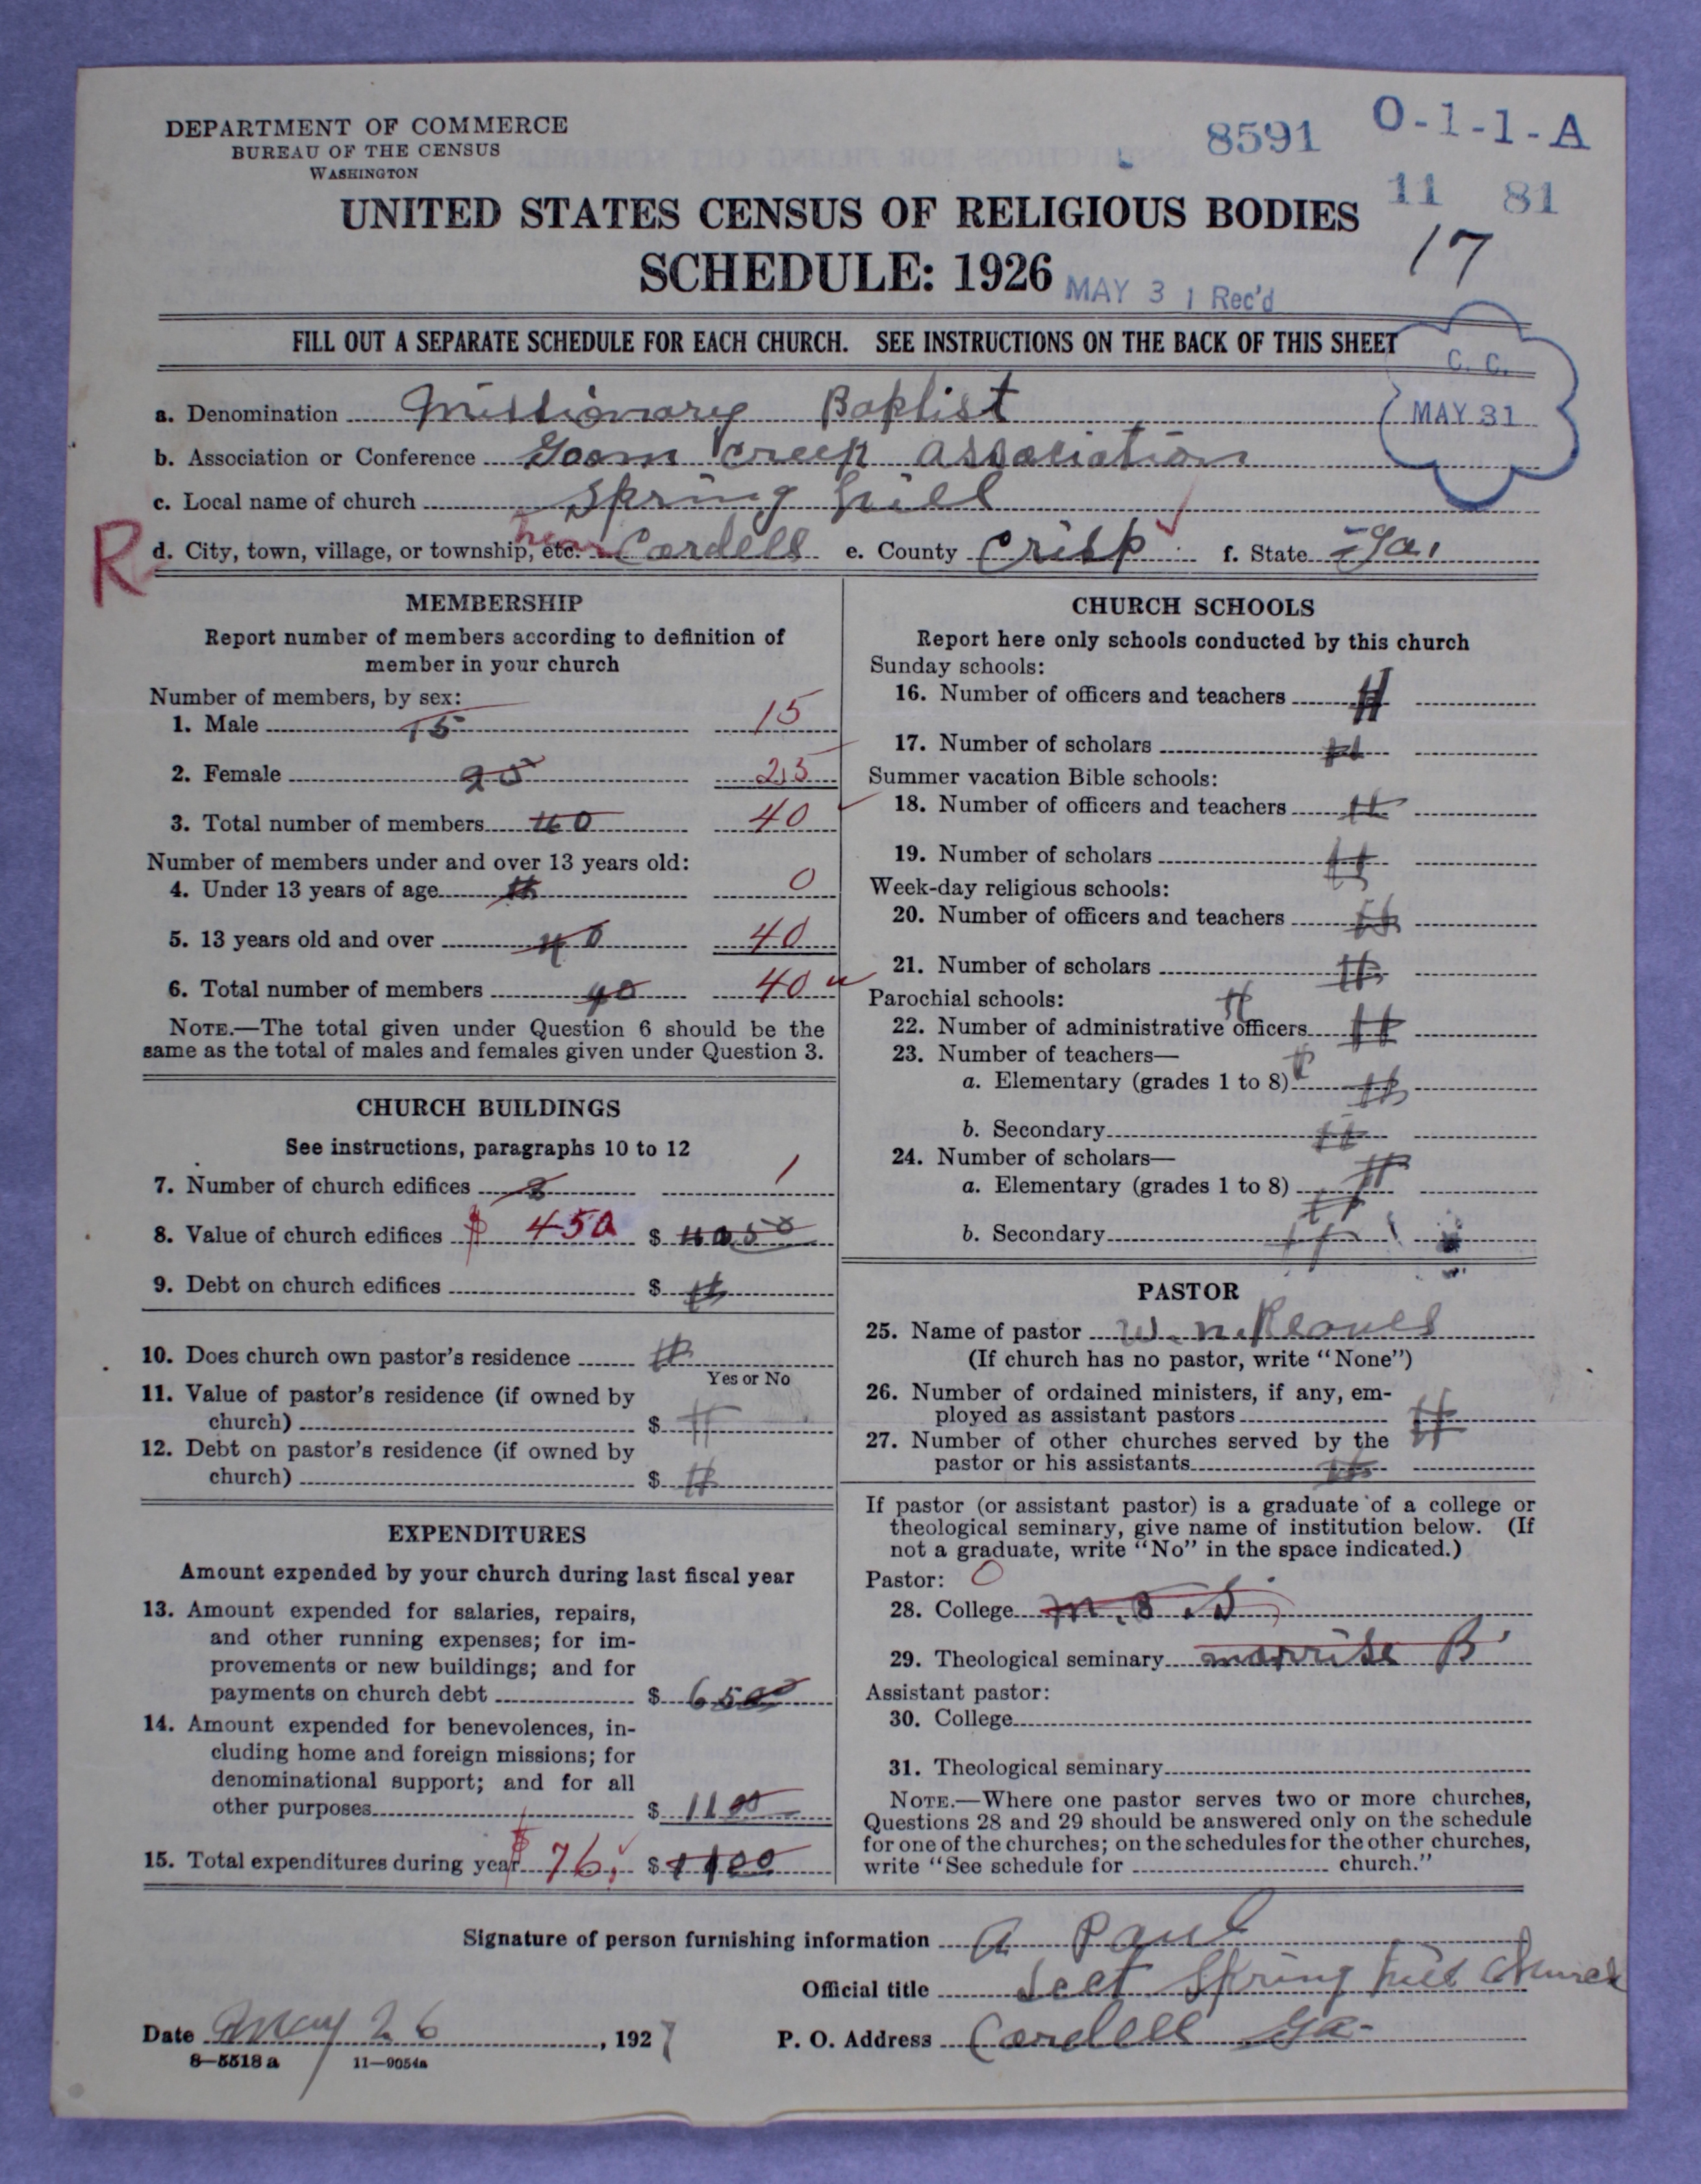 DEPARTMENT OF COMMERCE
BUREAU OF THE CENSUS
WASHINGTON
8591 O-1-1-A
11 81
UNITED STATES CENSUS OF RELIGIOUS BODIES
17
SCHEDULE: 1926
MAY 31 Rec'd
FILL OUT A SEPARATE SCHEDULE FOR EACH CHURCH. SEE INSTRUCTIONS ON THE BACK OF THIS SHEET
C. C.
MAY 31
a. Denomination Missionary Baptist
b. Association or Conference creek association
c. Local name of church Spring hill
R
d. City, town, village, or township, etc. near Cordell e. County Crisp f. State Ga.
MEMBERSHIP
Report number of members according to definition of
member in your church
Number of members, by sex:
1. Male 15 15
2. Female 25 25
3. Total number of members 40 40
Number of members under and over 13 years old:
4. Under 13 years of age 0
5. 13 years old and over 40 40
6. Total number of members 40 40
NOTE.—The total given under Question 6 should be the
same as the total of males and females given under Question 3.
CHURCH BUILDINGS
See instructions, paragraphs 10 to 12
7. Number of church edifices 1
8. Value of church edifices $ 450 $
9. Debt on church edifices $
10. Does church own pastor's residence
Yes or No
11. Value of pastor's residence (if owned by
church) $
12. Debt on pastor's residence (if owned by
church) $
EXPENDITURES
Amount expended by your church during last fiscal year
13. Amount expended for salaries, repairs,
and other running expenses; for im-
provements or new buildings; and for
payments on church debt $ 6500
14. Amount expended for benevolences, in-
cluding home and foreign missions; for
denominational support; and for all
other purposes $ 1100
15. Total expenditures during year $ 76. $ 1100
CHURCH SCHOOLS
Report here only schools conducted by this church
Sunday schools:
16. Number of officers and teachers
17. Number of scholars
Summer vacation Bible schools:
18. Number of officers and teachers
19. Number of scholars
Week-day religious schools:
20. Number of officers and teachers
21. Number of scholars
Parochial schools:
22. Number of administrative officers
23. Number of teachers—
a. Elementary (grades 1 to 8)
b. Secondary
24. Number of scholars—
a. Elementary (grades 1 to 8)
b. Secondary
PASTOR
25. Name of pastor W. n. Reaves
(If church has no pastor, write "None")
26. Number of ordained ministers, if any, em-
ployed as assistant pastors
27. Number of other churches served by the
pastor or his assistants
If pastor (or assistant pastor) is a graduate of a college or
theological seminary, give name of institution below. (If
not a graduate, write "No" in the space indicated.)
Pastor: O
28. College
29. Theological seminary morrise B
Assistant pastor:
30. College
31. Theological seminary
NOTE.—Where one pastor serves two or more churches,
Questions 28 and 29 should be answered only on the schedule
for one of the churches; on the schedules for the other churches,
write "See schedule for church."
Signature of person furnishing information A Paul
Official title Sect Spring hill Church
Date May 26, 1927 P. O. Address Cordell Ga
8-5518a 11-9054a